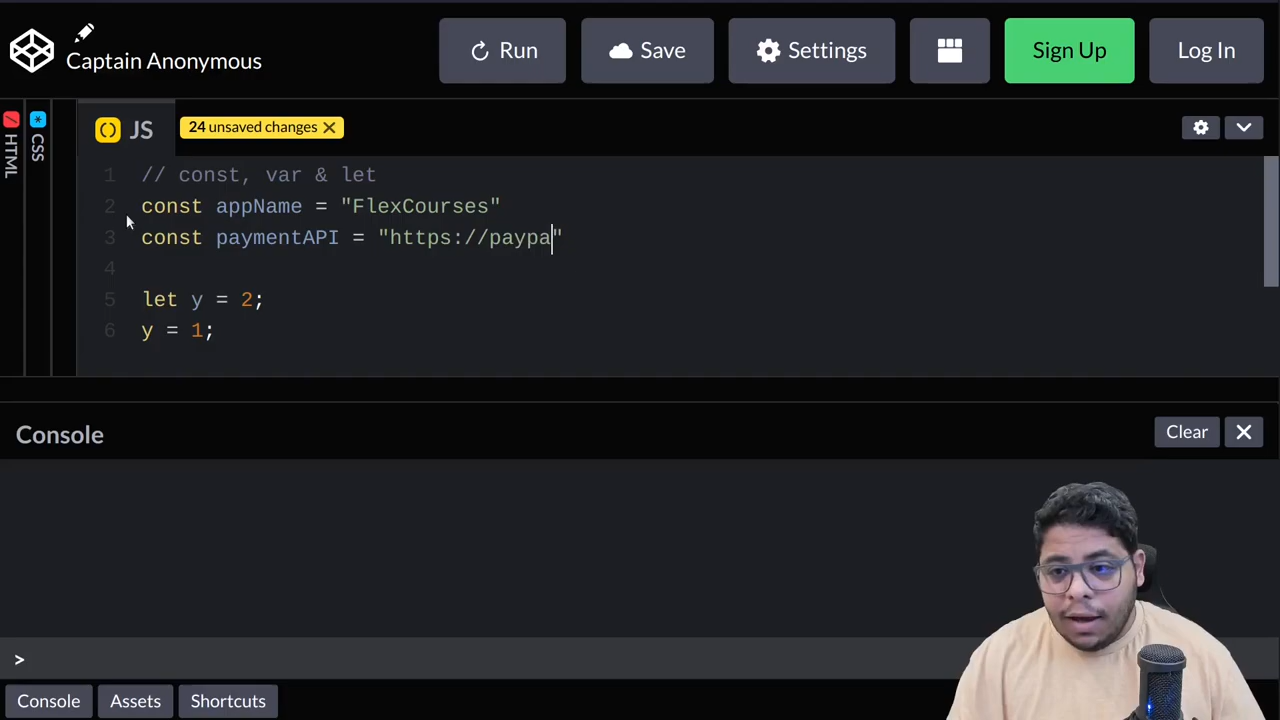 Captain Anonymous
Run
Save
Settings
Sign Up
Log In
HTML
CSS
JS
24 unsaved changes
1 // const, var & let
2 const appName = "FlexCourses"
3 const paymentAPI = "https://paypa"
4
5 let y = 2;
6 y = 1;
Console
Clear
>
Console
Assets
Shortcuts